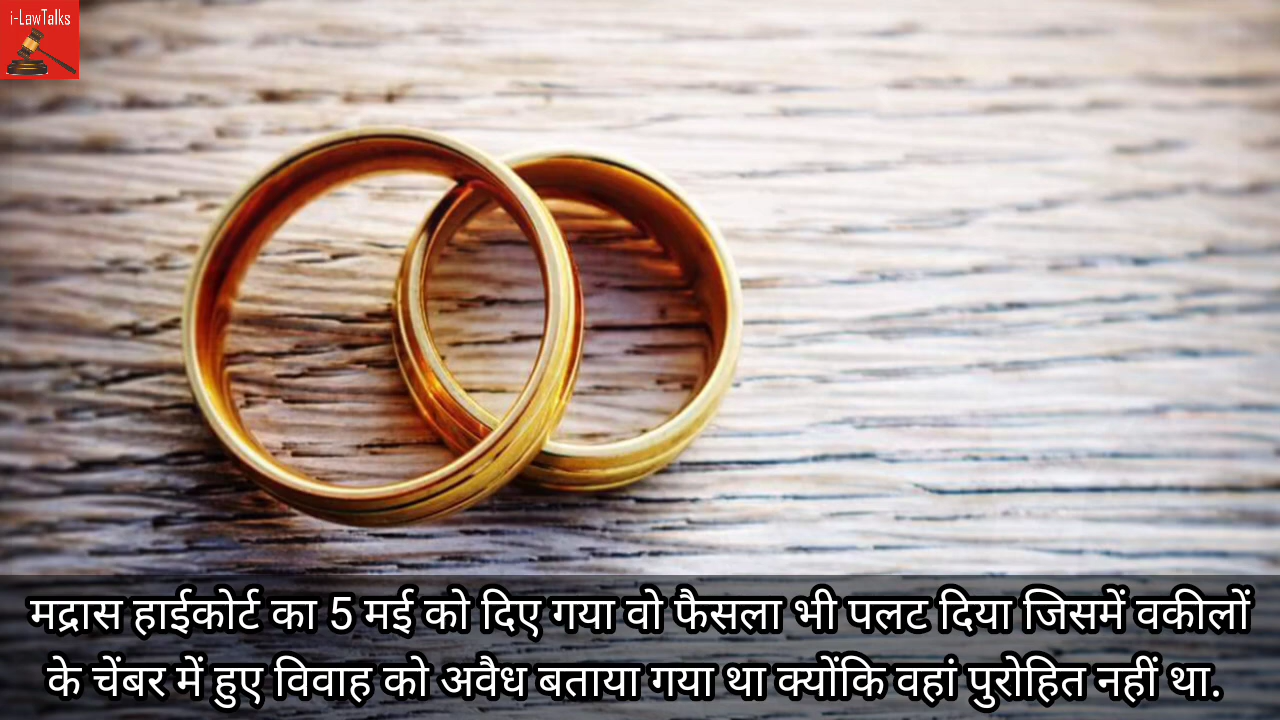 i-LawTalks
मद्रास हाईकोर्ट का 5 मई को दिए गया वो फैसला भी पलट दिया जिसमें वकीलों
के चेंबर में हुए विवाह को अवैध बताया गया था क्योंकि वहां पुरोहित नहीं था.